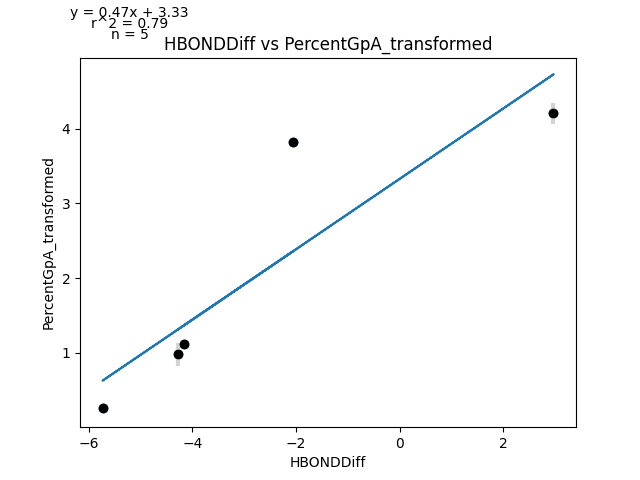 y = 0.47x + 3.33
r^2 = 0.79
n = 5
HBONDDiff vs PercentGpA_transformed
PercentGpA_transformed
4
3
2
1
−6 −4 −2 0 2
HBONDDiff